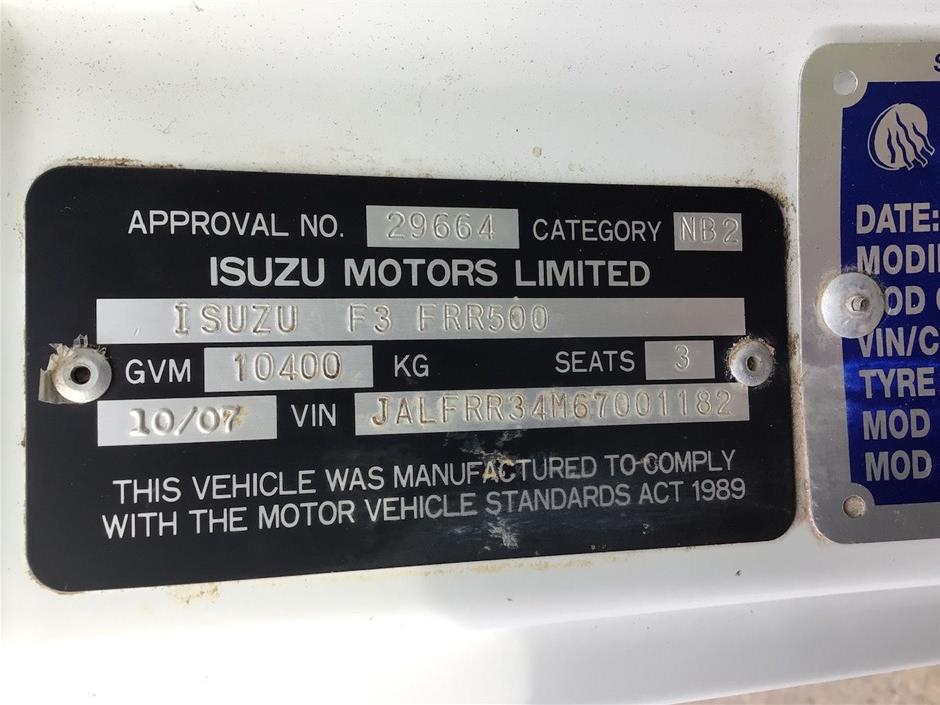 APPROVAL NO. 29664 CATEGORY NB2
ISUZU MOTORS LIMITED
ISUZU F3 FRR500
GVM 10400 KG SEATS 3
10/07 VIN JALFRR34M67001182
THIS VEHICLE WAS MANUFACTURED TO COMPLY
WITH THE MOTOR VEHICLE STANDARDS ACT 1989
DATE:
VIN/C
TYRE
MOD
MOD